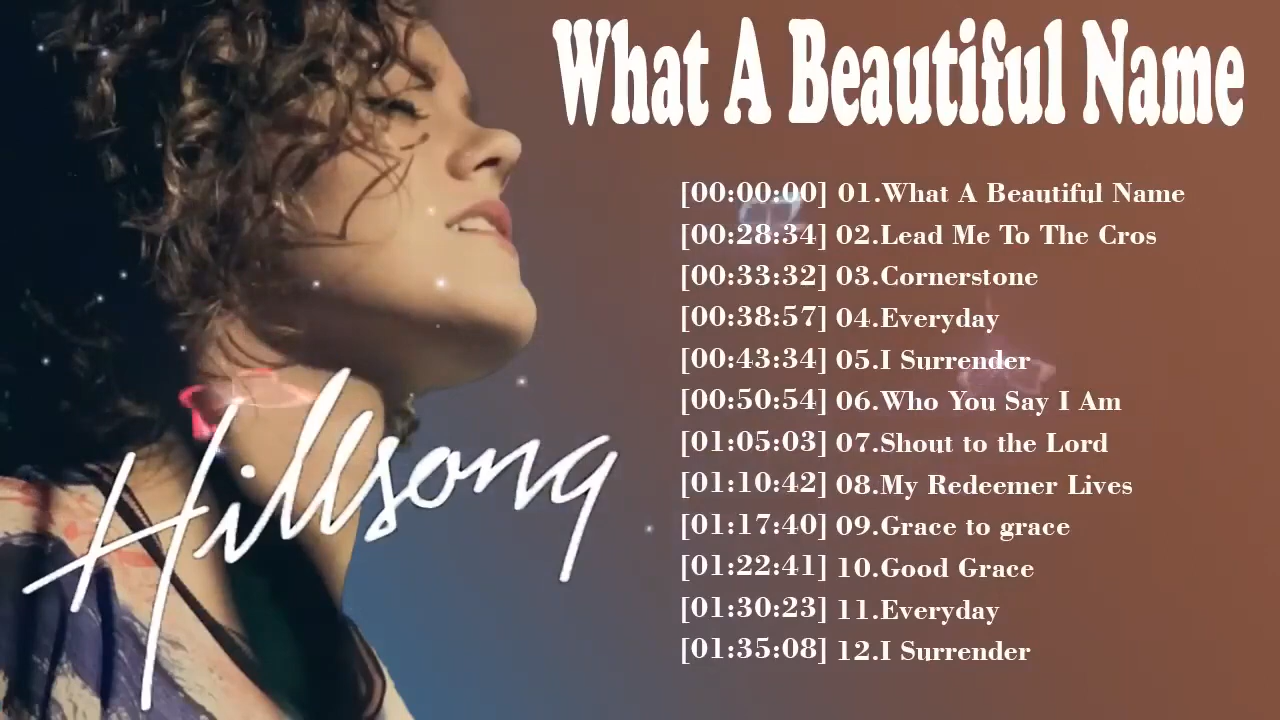 What A Beautiful Name
[00:00:00] 01.What A Beautiful Name
[00:28:34] 02.Lead Me To The Cros
[00:33:32] 03.Cornerstone
[00:38:57] 04.Everyday
[00:43:34] 05.I Surrender
[00:50:54] 06.Who You Say I Am
[01:05:03] 07.Shout to the Lord
[01:10:42] 08.My Redeemer Lives
[01:17:40] 09.Grace to grace
[01:22:41] 10.Good Grace
[01:30:23] 11.Everyday
[01:35:08] 12.I Surrender
Hillsong